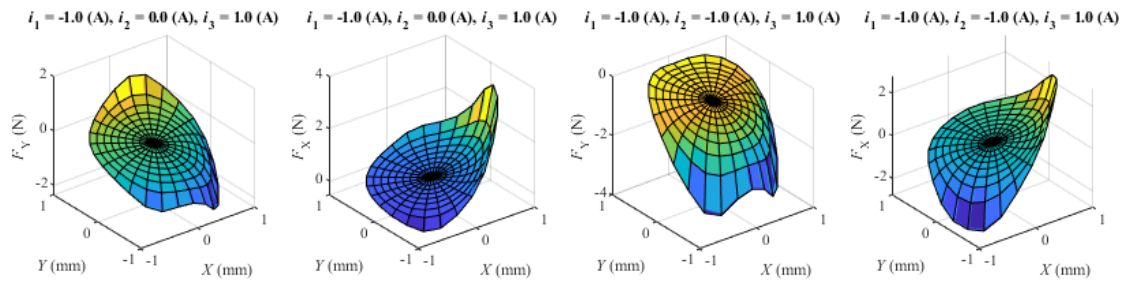 i1 = -1.0 (A), i2 = 0.0 (A), i3 = 1.0 (A)
2
0
-2
FY (N)
1
0
-1
Y (mm)
-1
0
1
X (mm)
i1 = -1.0 (A), i2 = 0.0 (A), i3 = 1.0 (A)
4
2
0
FX (N)
1
0
-1
Y (mm)
-1
0
1
X (mm)
i1 = -1.0 (A), i2 = -1.0 (A), i3 = 1.0 (A)
0
-2
-4
FY (N)
1
0
-1
Y (mm)
-1
0
1
X (mm)
i1 = -1.0 (A), i2 = -1.0 (A), i3 = 1.0 (A)
2
0
-2
FX (N)
1
0
-1
Y (mm)
-1
0
1
X (mm)